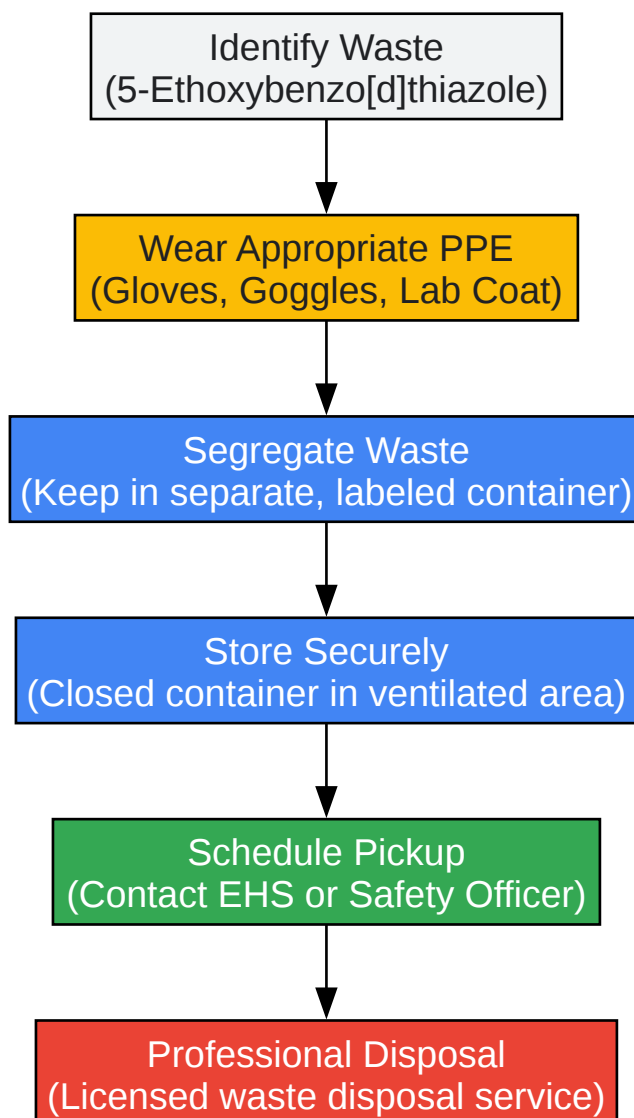 Identify Waste
(5-Ethoxybenzo[d]thiazole)
Wear Appropriate PPE
(Gloves, Goggles, Lab Coat)
Segregate Waste
(Keep in separate, labeled container)
Store Securely
(Closed container in ventilated area)
Schedule Pickup
(Contact EHS or Safety Officer)
Professional Disposal
(Licensed waste disposal service)